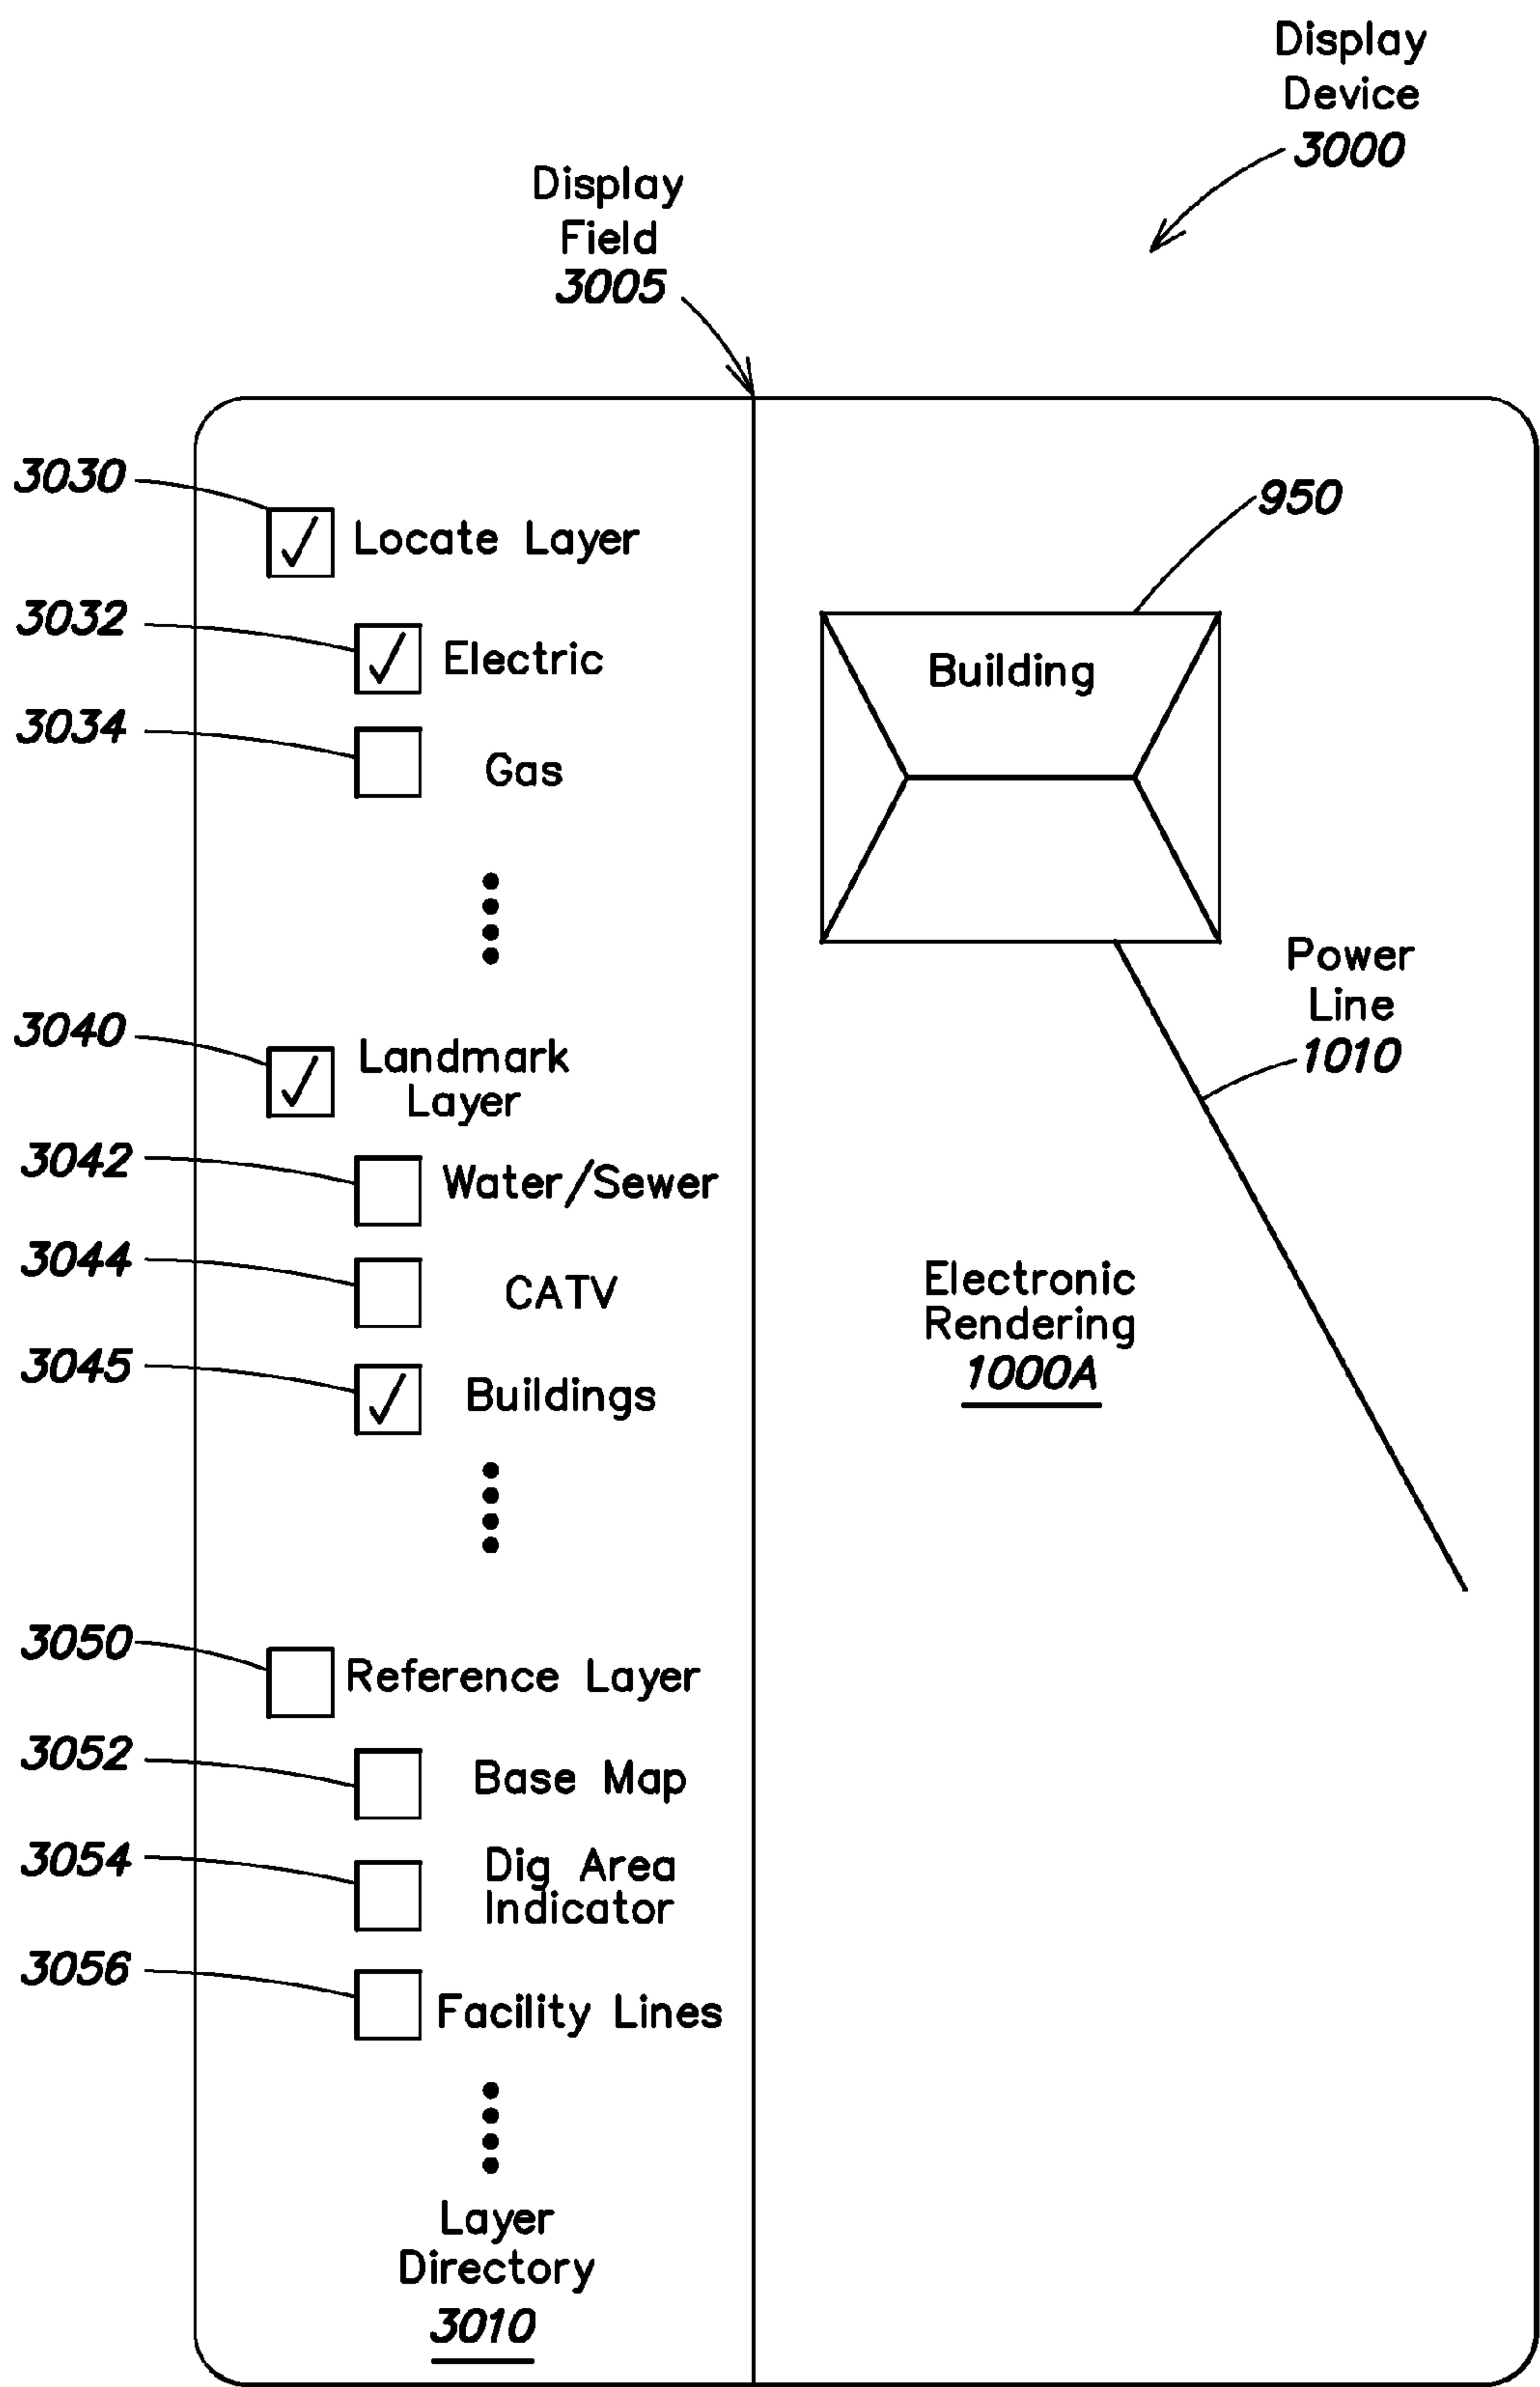 Display
Device
3000
Display
Field
3005
3030
Locate Layer
3032
Electric
3034
Gas
3040
Landmark
Layer
3042
Water/Sewer
3044
CATV
3045
Buildings
3050
Reference Layer
3052
Base Map
3054
Dig Area
Indicator
3056
Facility Lines
Layer
Directory
3010
950
Building
Power
Line
1010
Electronic
Rendering
1000A